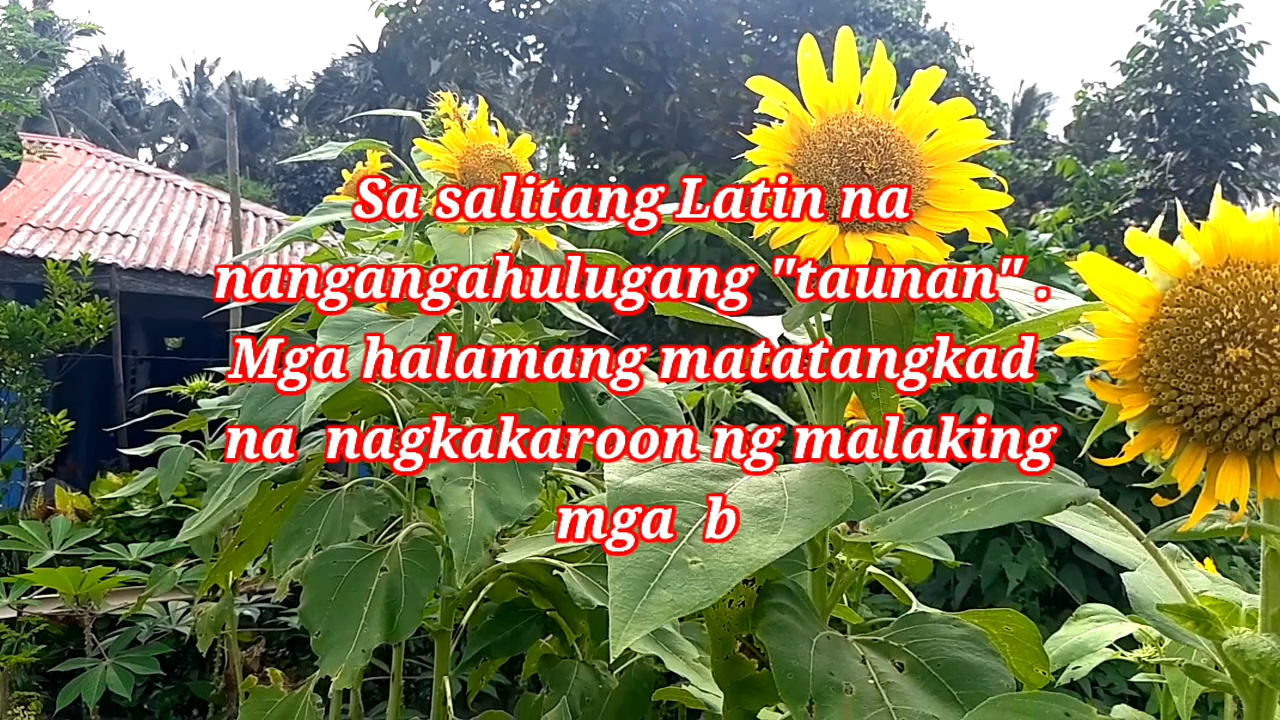 Sa salitang Latin na
nangangahulugang "taunan" .
Mga halamang matatangkad
na  nagkakaroon ng malaking
mga  b